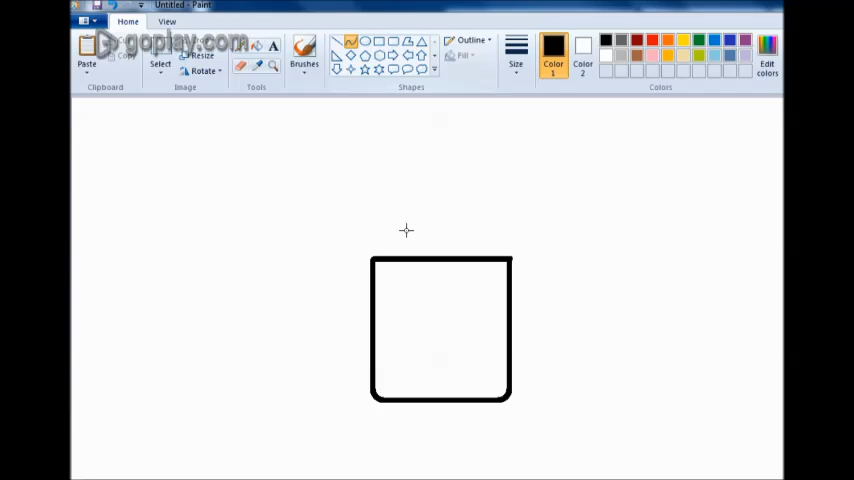 Untitled - Paint
Home View
goplay.com
Paste
Copy
Select
Resize
Rotate
A
Brushes
Outline
Fill
Size
Color 1
Color 2
Edit colors
Clipboard
Image
Tools
Shapes
Colors